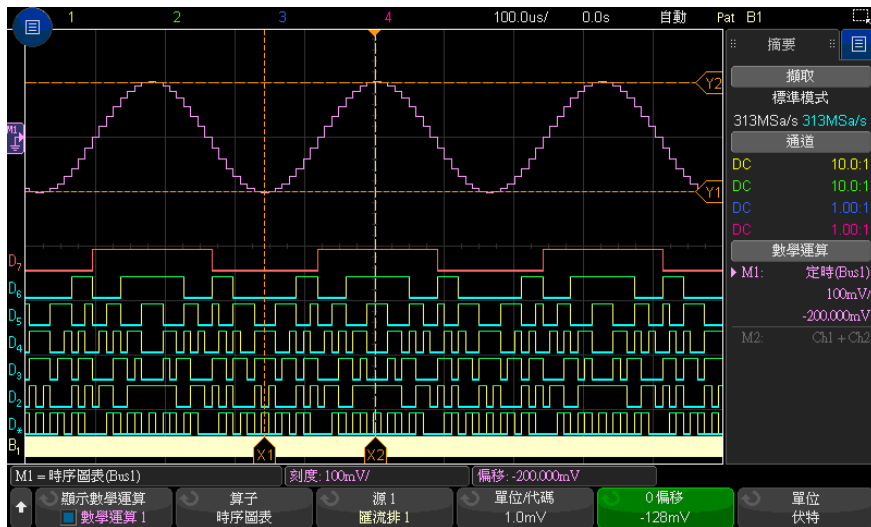 1 2 3 4 100.0us/ 0.0s 自動 Pat B1
摘要
擷取
標準模式
313MSa/s 313MSa/s
通道
DC 10.0:1
DC 10.0:1
DC 1.00:1
DC 1.00:1
數學運算
M1: 定時(Bus1)
100mV/
-200.000mV
M2: Ch1 + Ch2
M1
Y2
Y1
D7
D6
D5
D4
D3
D2
D*
B1
X1 X2
M1 = 時序圖表(Bus1) 刻度: 100mV/ 偏移: -200.000mV
顯示數學運算 算子 源 1 單位/代碼 0 偏移 單位
數學運算 1 時序圖表 匯流排 1 1.0mV -128mV 伏特